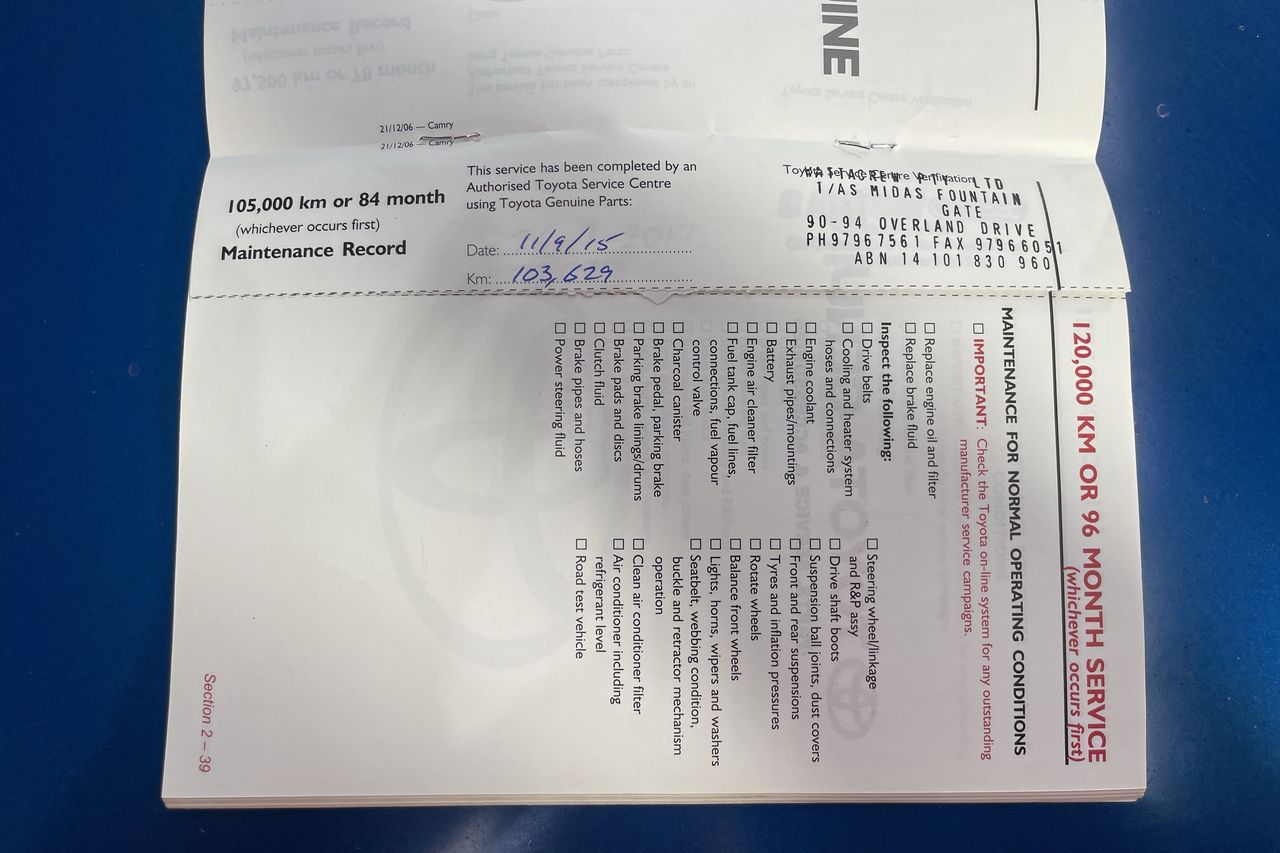 INE
21/12/06 — Camry
21/12/06 — Camry
105,000 km or 84 month
(whichever occurs first)
Maintenance Record
This service has been completed by an
Authorised Toyota Service Centre
using Toyota Genuine Parts:
Date: 11/9/15
Km: 103,629
Toyota Service Centre Verification
PTY LTD
T/AS MIDAS FOUNTAIN
GATE
90-94 OVERLAND DRIVE
PH97967561 FAX 97966051
ABN 14 101 830 960
120,000 KM OR 96 MONTH SERVICE
(whichever occurs first)
MAINTENANCE FOR NORMAL OPERATING CONDITIONS
☐ IMPORTANT: Check the Toyota on-line system for any outstanding
manufacturer service campaigns.
☐ Replace engine oil and filter
☐ Replace brake fluid
Inspect the following:
☐ Drive belts
☐ Cooling and heater system
hoses and connections
☐ Engine coolant
☐ Exhaust pipes/mountings
☐ Battery
☐ Engine air cleaner filter
☐ Fuel tank cap, fuel lines,
connections, fuel vapour
control valve
☐ Charcoal canister
☐ Brake pedal, parking brake
☐ Parking brake linings/drums
☐ Brake pads and discs
☐ Clutch fluid
☐ Brake pipes and hoses
☐ Power steering fluid
☐ Steering wheel/linkage
and R&P assy
☐ Drive shaft boots
☐ Suspension ball joints, dust covers
☐ Front and rear suspensions
☐ Tyres and inflation pressures
☐ Rotate wheels
☐ Balance front wheels
☐ Lights, horns, wipers and washers
☐ Seatbelt, webbing condition,
buckle and retractor mechanism
operation
☐ Clean air conditioner filter
☐ Air conditioner including
refrigerant level
☐ Road test vehicle
Section 2 – 39